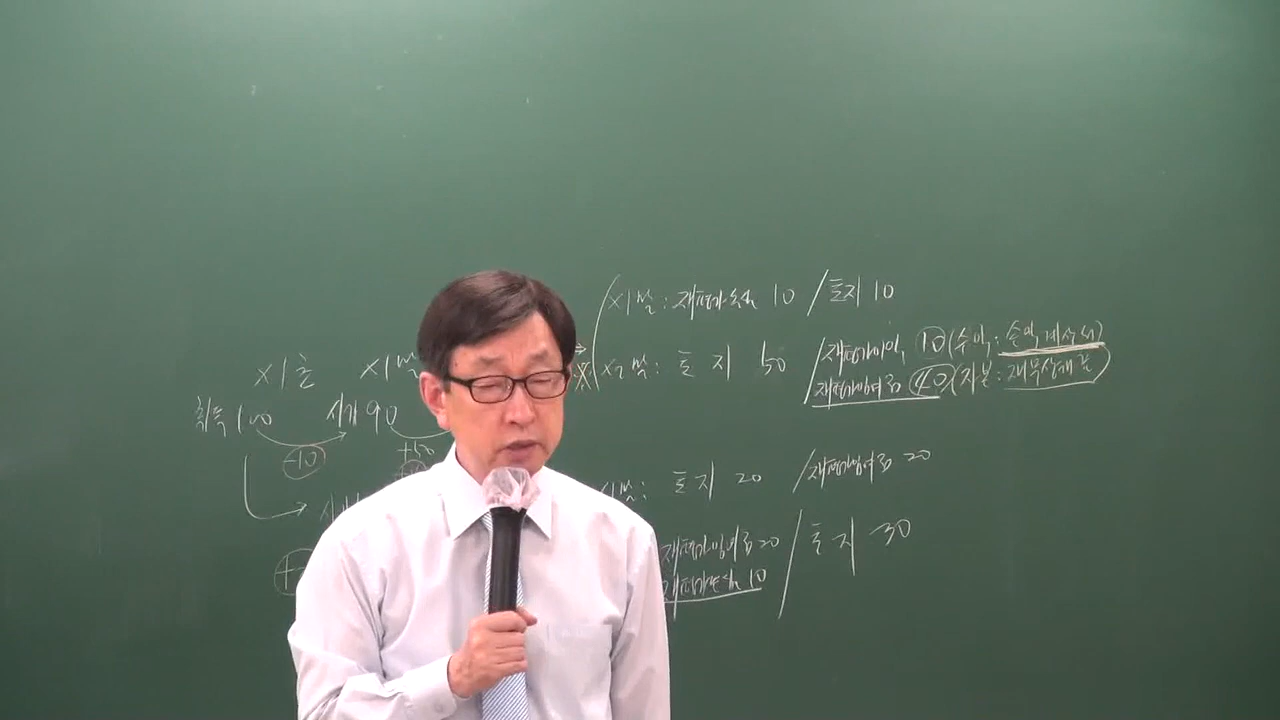 X1말: 재평가손실 10 / 토지 10
X2말: 토지 50 / 재평가이익 10 (수익: 손익계산서)
재평가잉여금 40 (자본: 재무상태표)
X1초 X1말
취득 100 시가 90
-10 +50
토지 20 / 재평가잉여금 20
재평가잉여금 20 / 토지 30
재평가손실 10